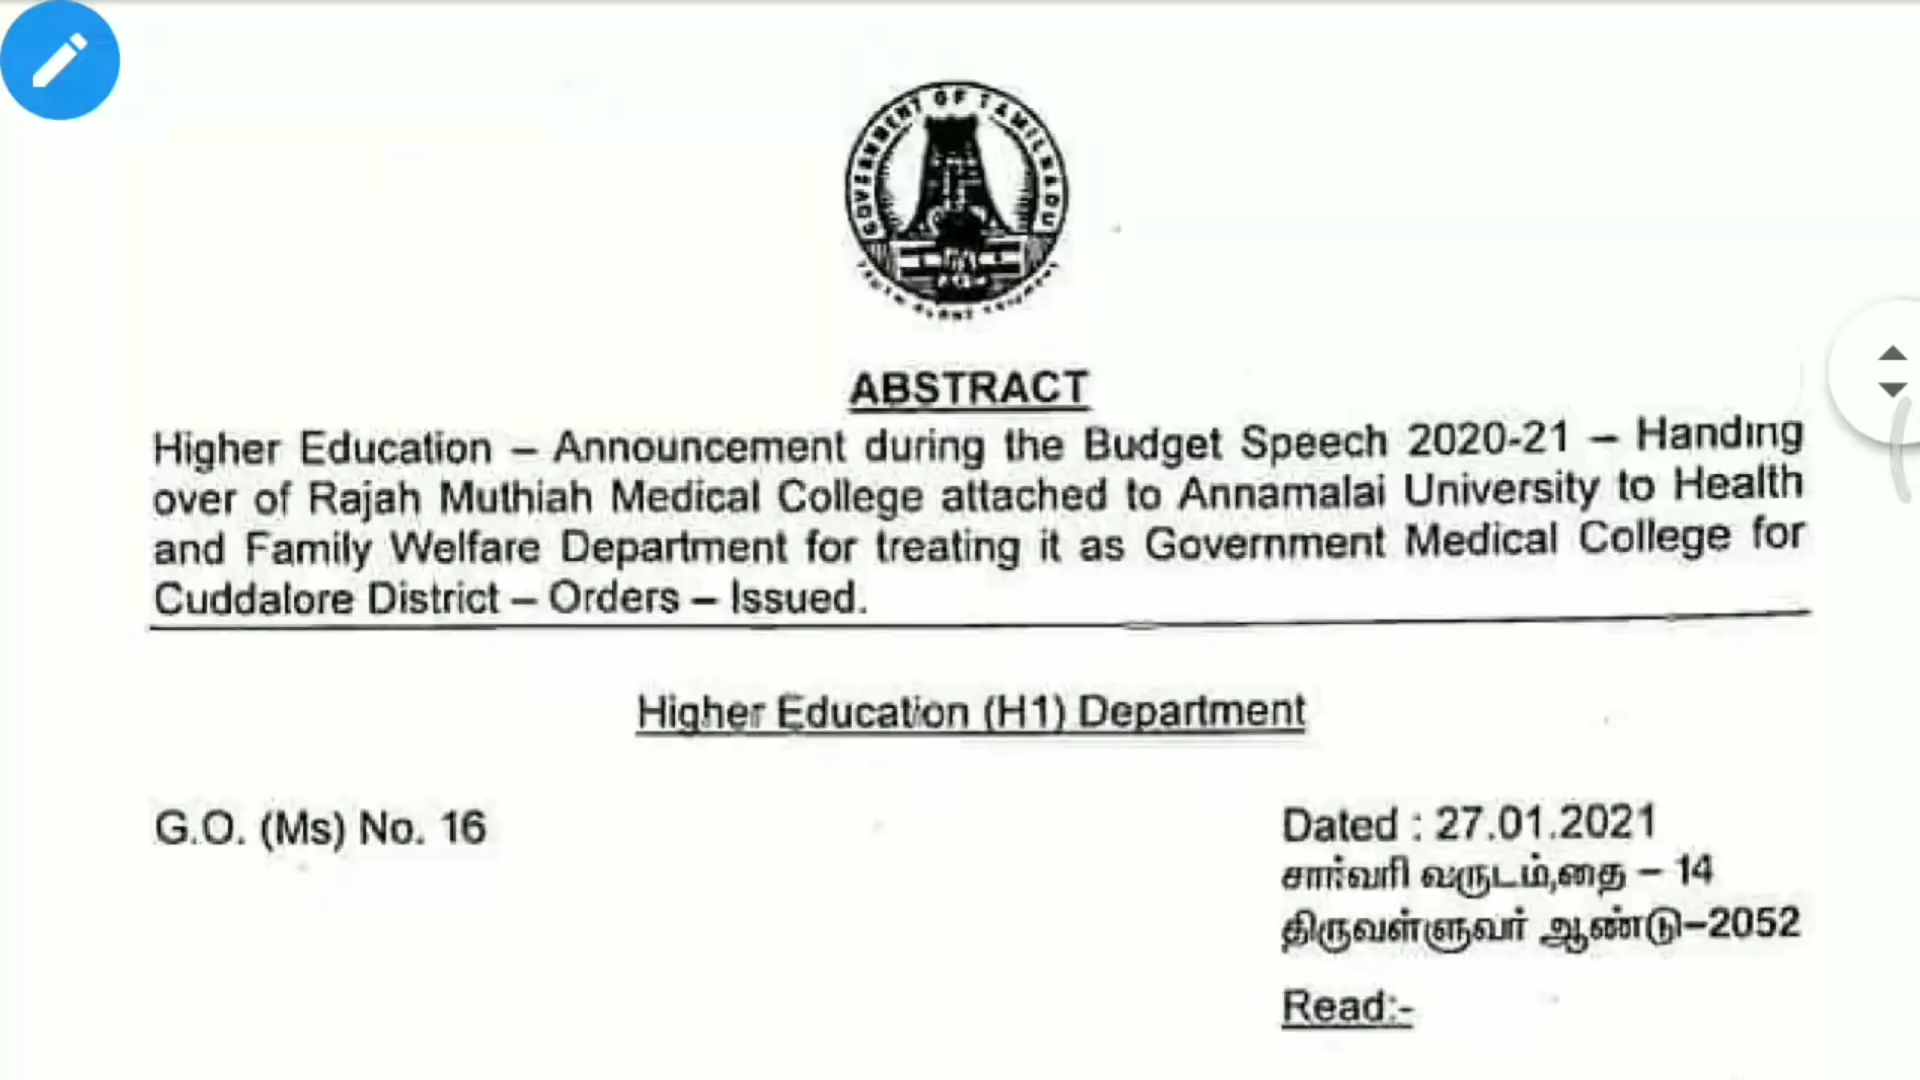 GOVERNMENT OF TAMILNADU
ABSTRACT
Higher Education – Announcement during the Budget Speech 2020-21 – Handing
over of Rajah Muthiah Medical College attached to Annamalai University to Health
and Family Welfare Department for treating it as Government Medical College for
Cuddalore District – Orders – Issued.
Higher Education (H1) Department
G.O. (Ms) No. 16
Dated : 27.01.2021
சார்வரி வருடம்,தை – 14
திருவள்ளுவர் ஆண்டு–2052
Read:-